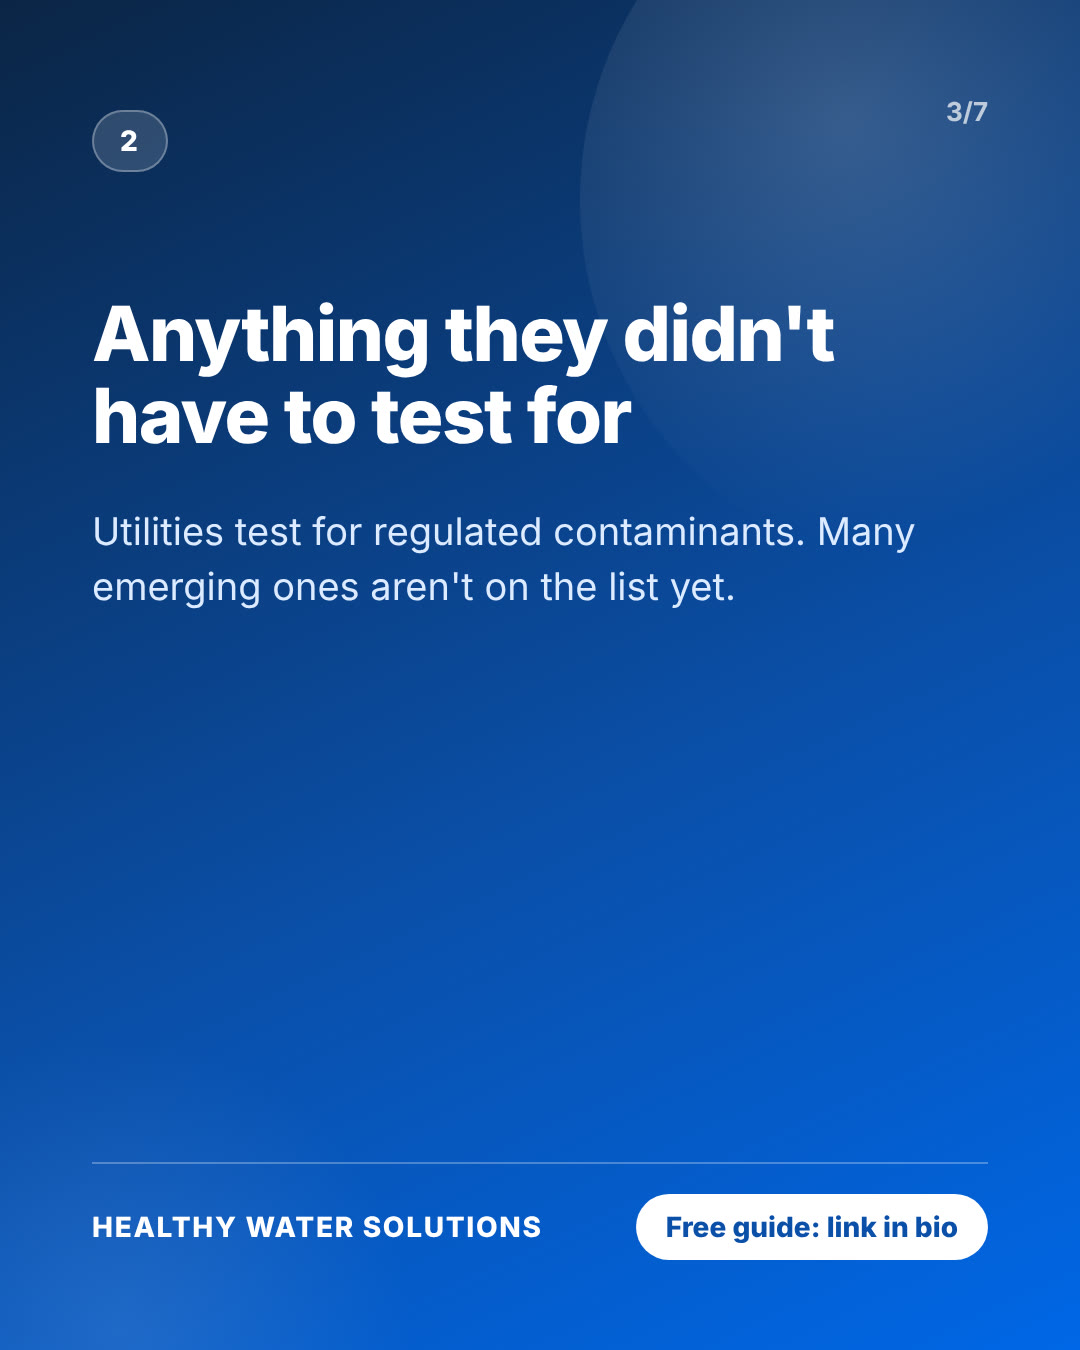 2
3/7
Anything they didn't
have to test for
Utilities test for regulated contaminants. Many
emerging ones aren't on the list yet.
HEALTHY WATER SOLUTIONS
Free guide: link in bio